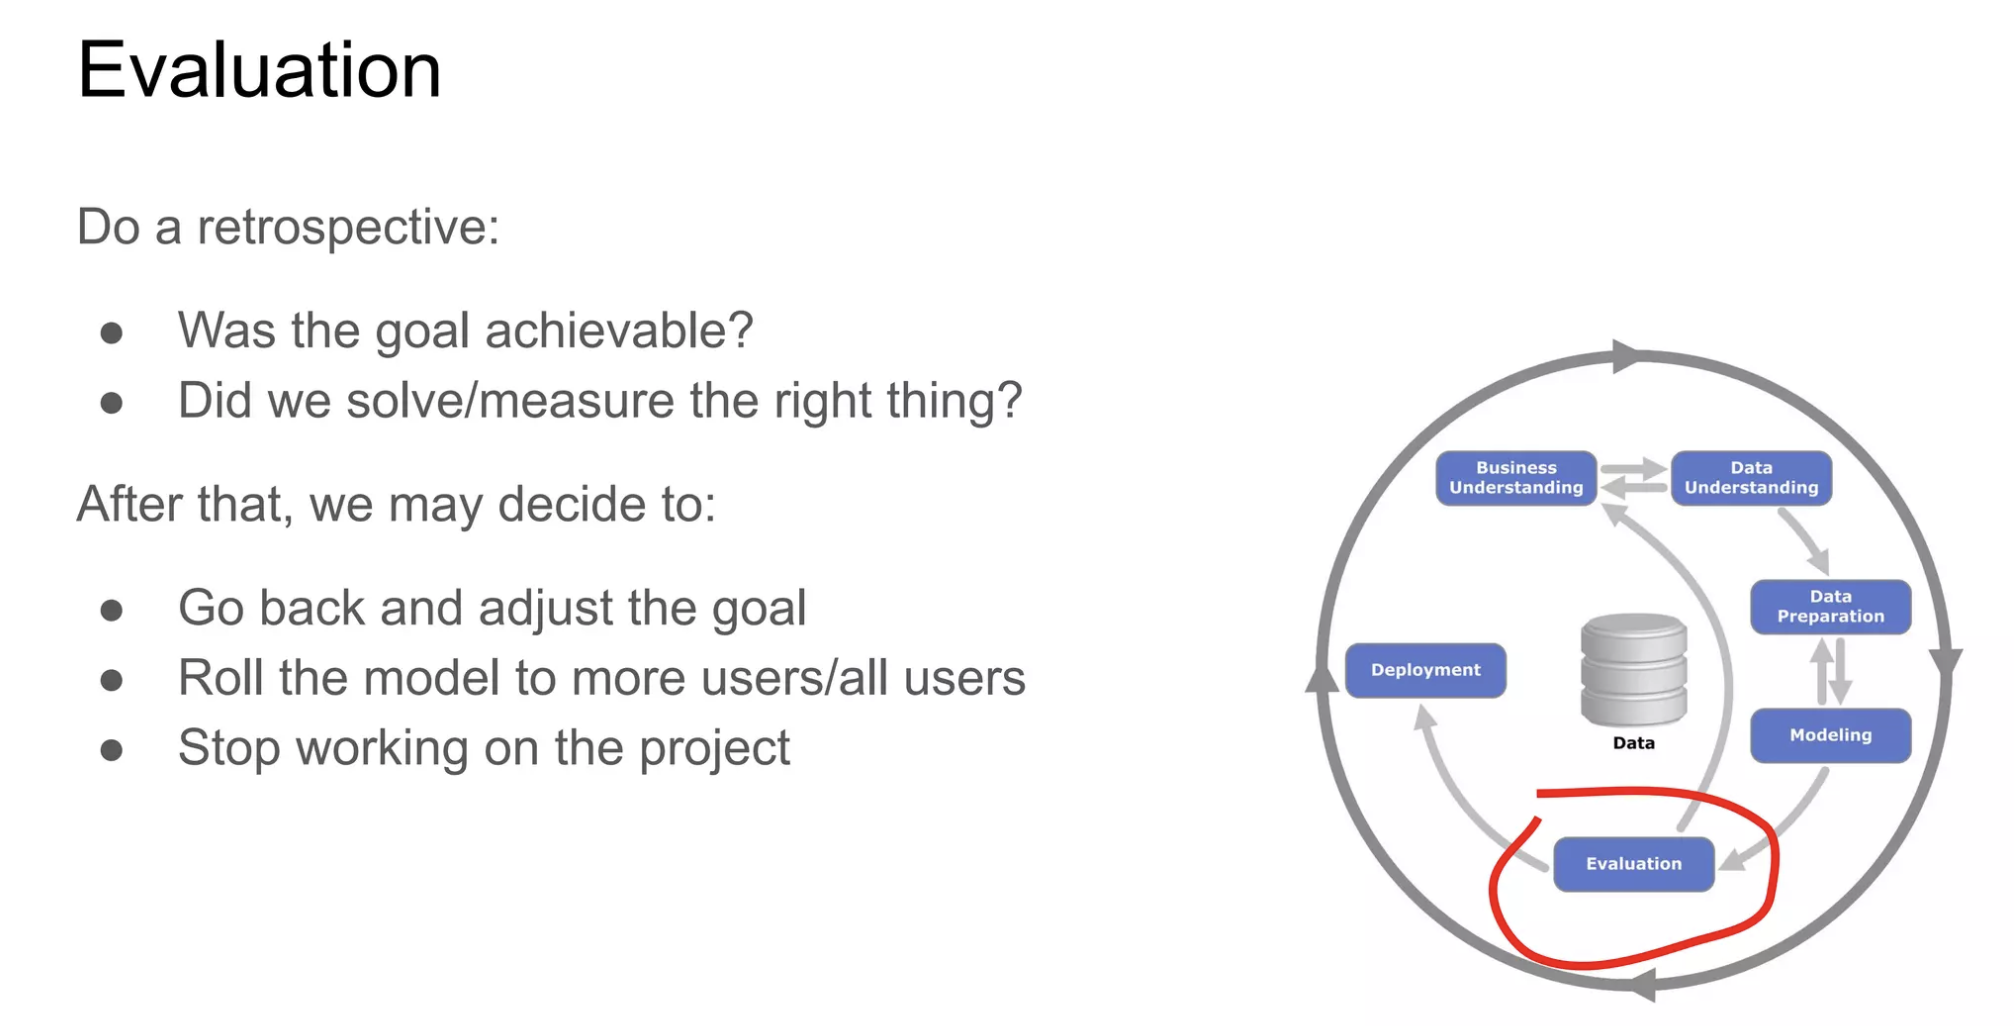 Evaluation
Do a retrospective:
● Was the goal achievable?
● Did we solve/measure the right thing?
After that, we may decide to:
● Go back and adjust the goal
● Roll the model to more users/all users
● Stop working on the project
Business
Understanding
Data
Understanding
Data
Preparation
Modeling
Evaluation
Deployment
Data